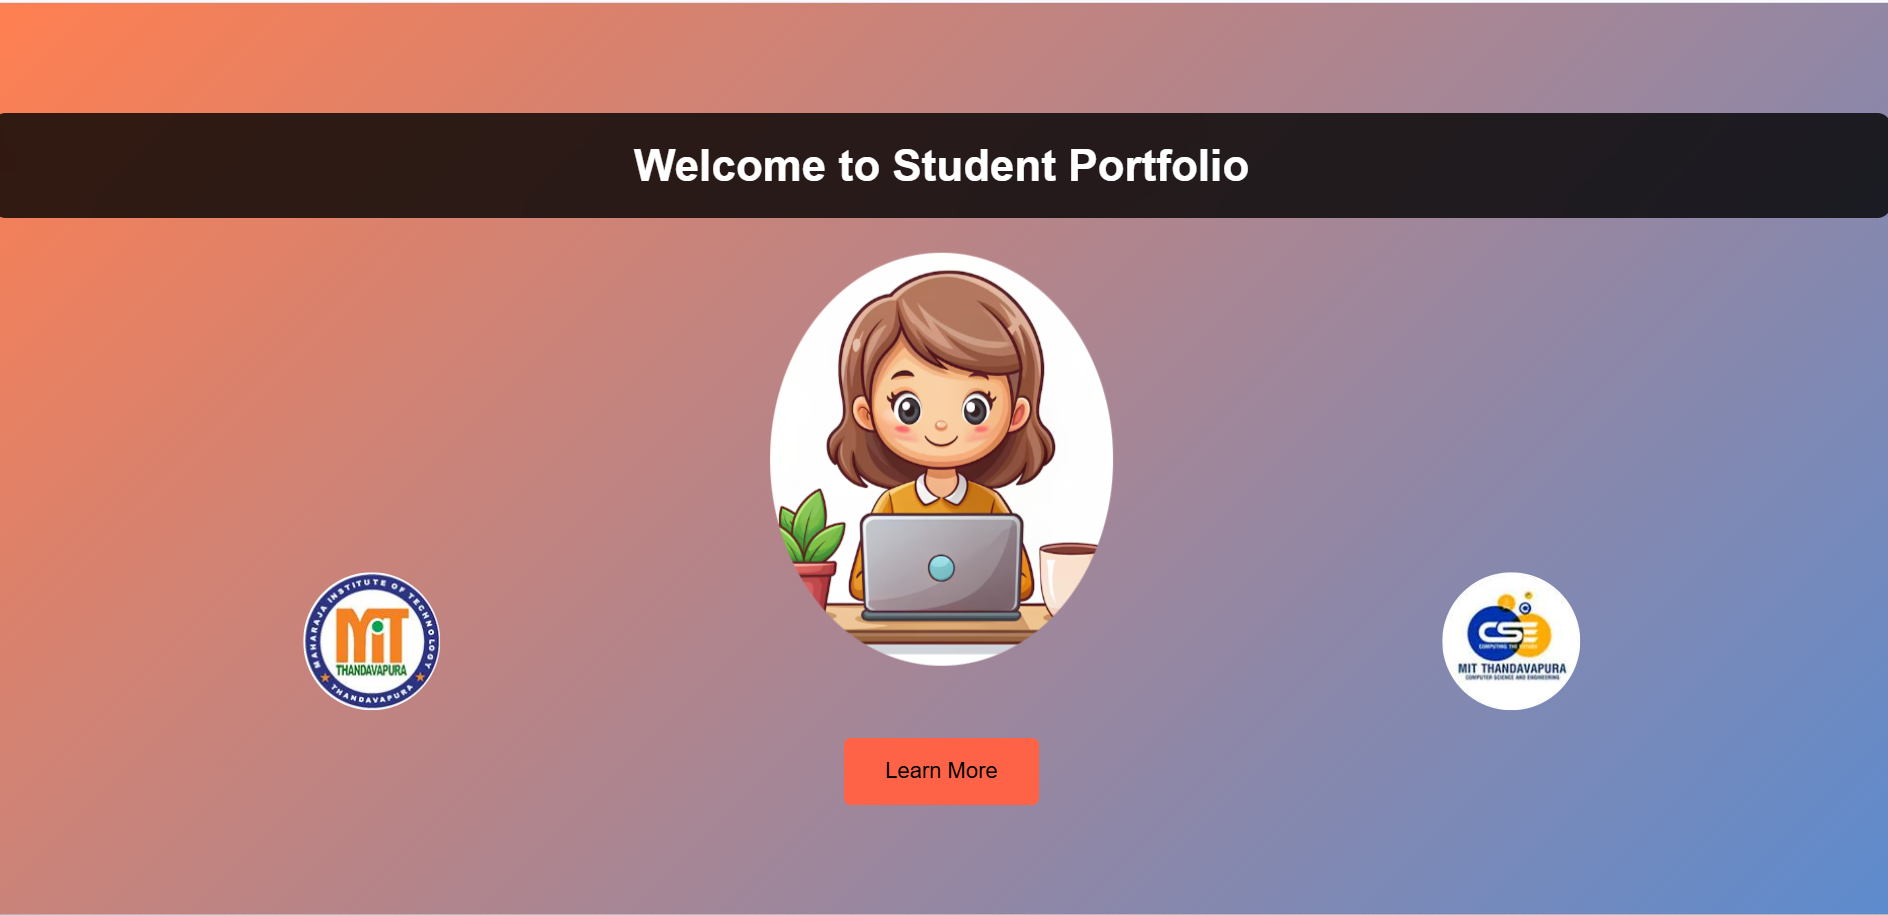 Welcome to Student Portfolio
MAHARAJA INSTITUTE OF TECHNOLOGY
MIT
THANDAVAPURA
THANDAVAPURA
CSE
COMPUTING THE FUTURE
MIT THANDAVAPURA
COMPUTER SCIENCE AND ENGINEERING
Learn More